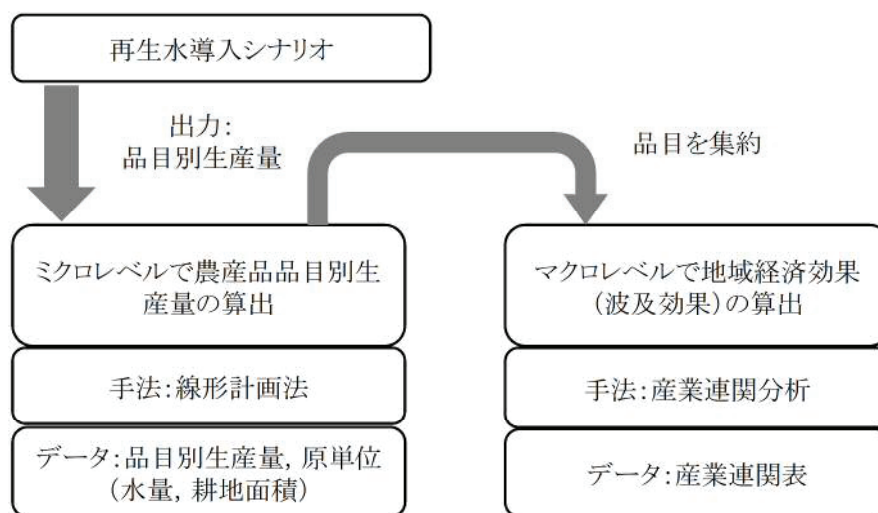 再生水導入シナリオ
出力：
品目別生産量
品目を集約
ミクロレベルで農産品品目別生
産量の算出
手法：線形計画法
データ：品目別生産量，原単位
（水量，耕地面積）
マクロレベルで地域経済効果
（波及効果）の算出
手法：産業連関分析
データ：産業連関表